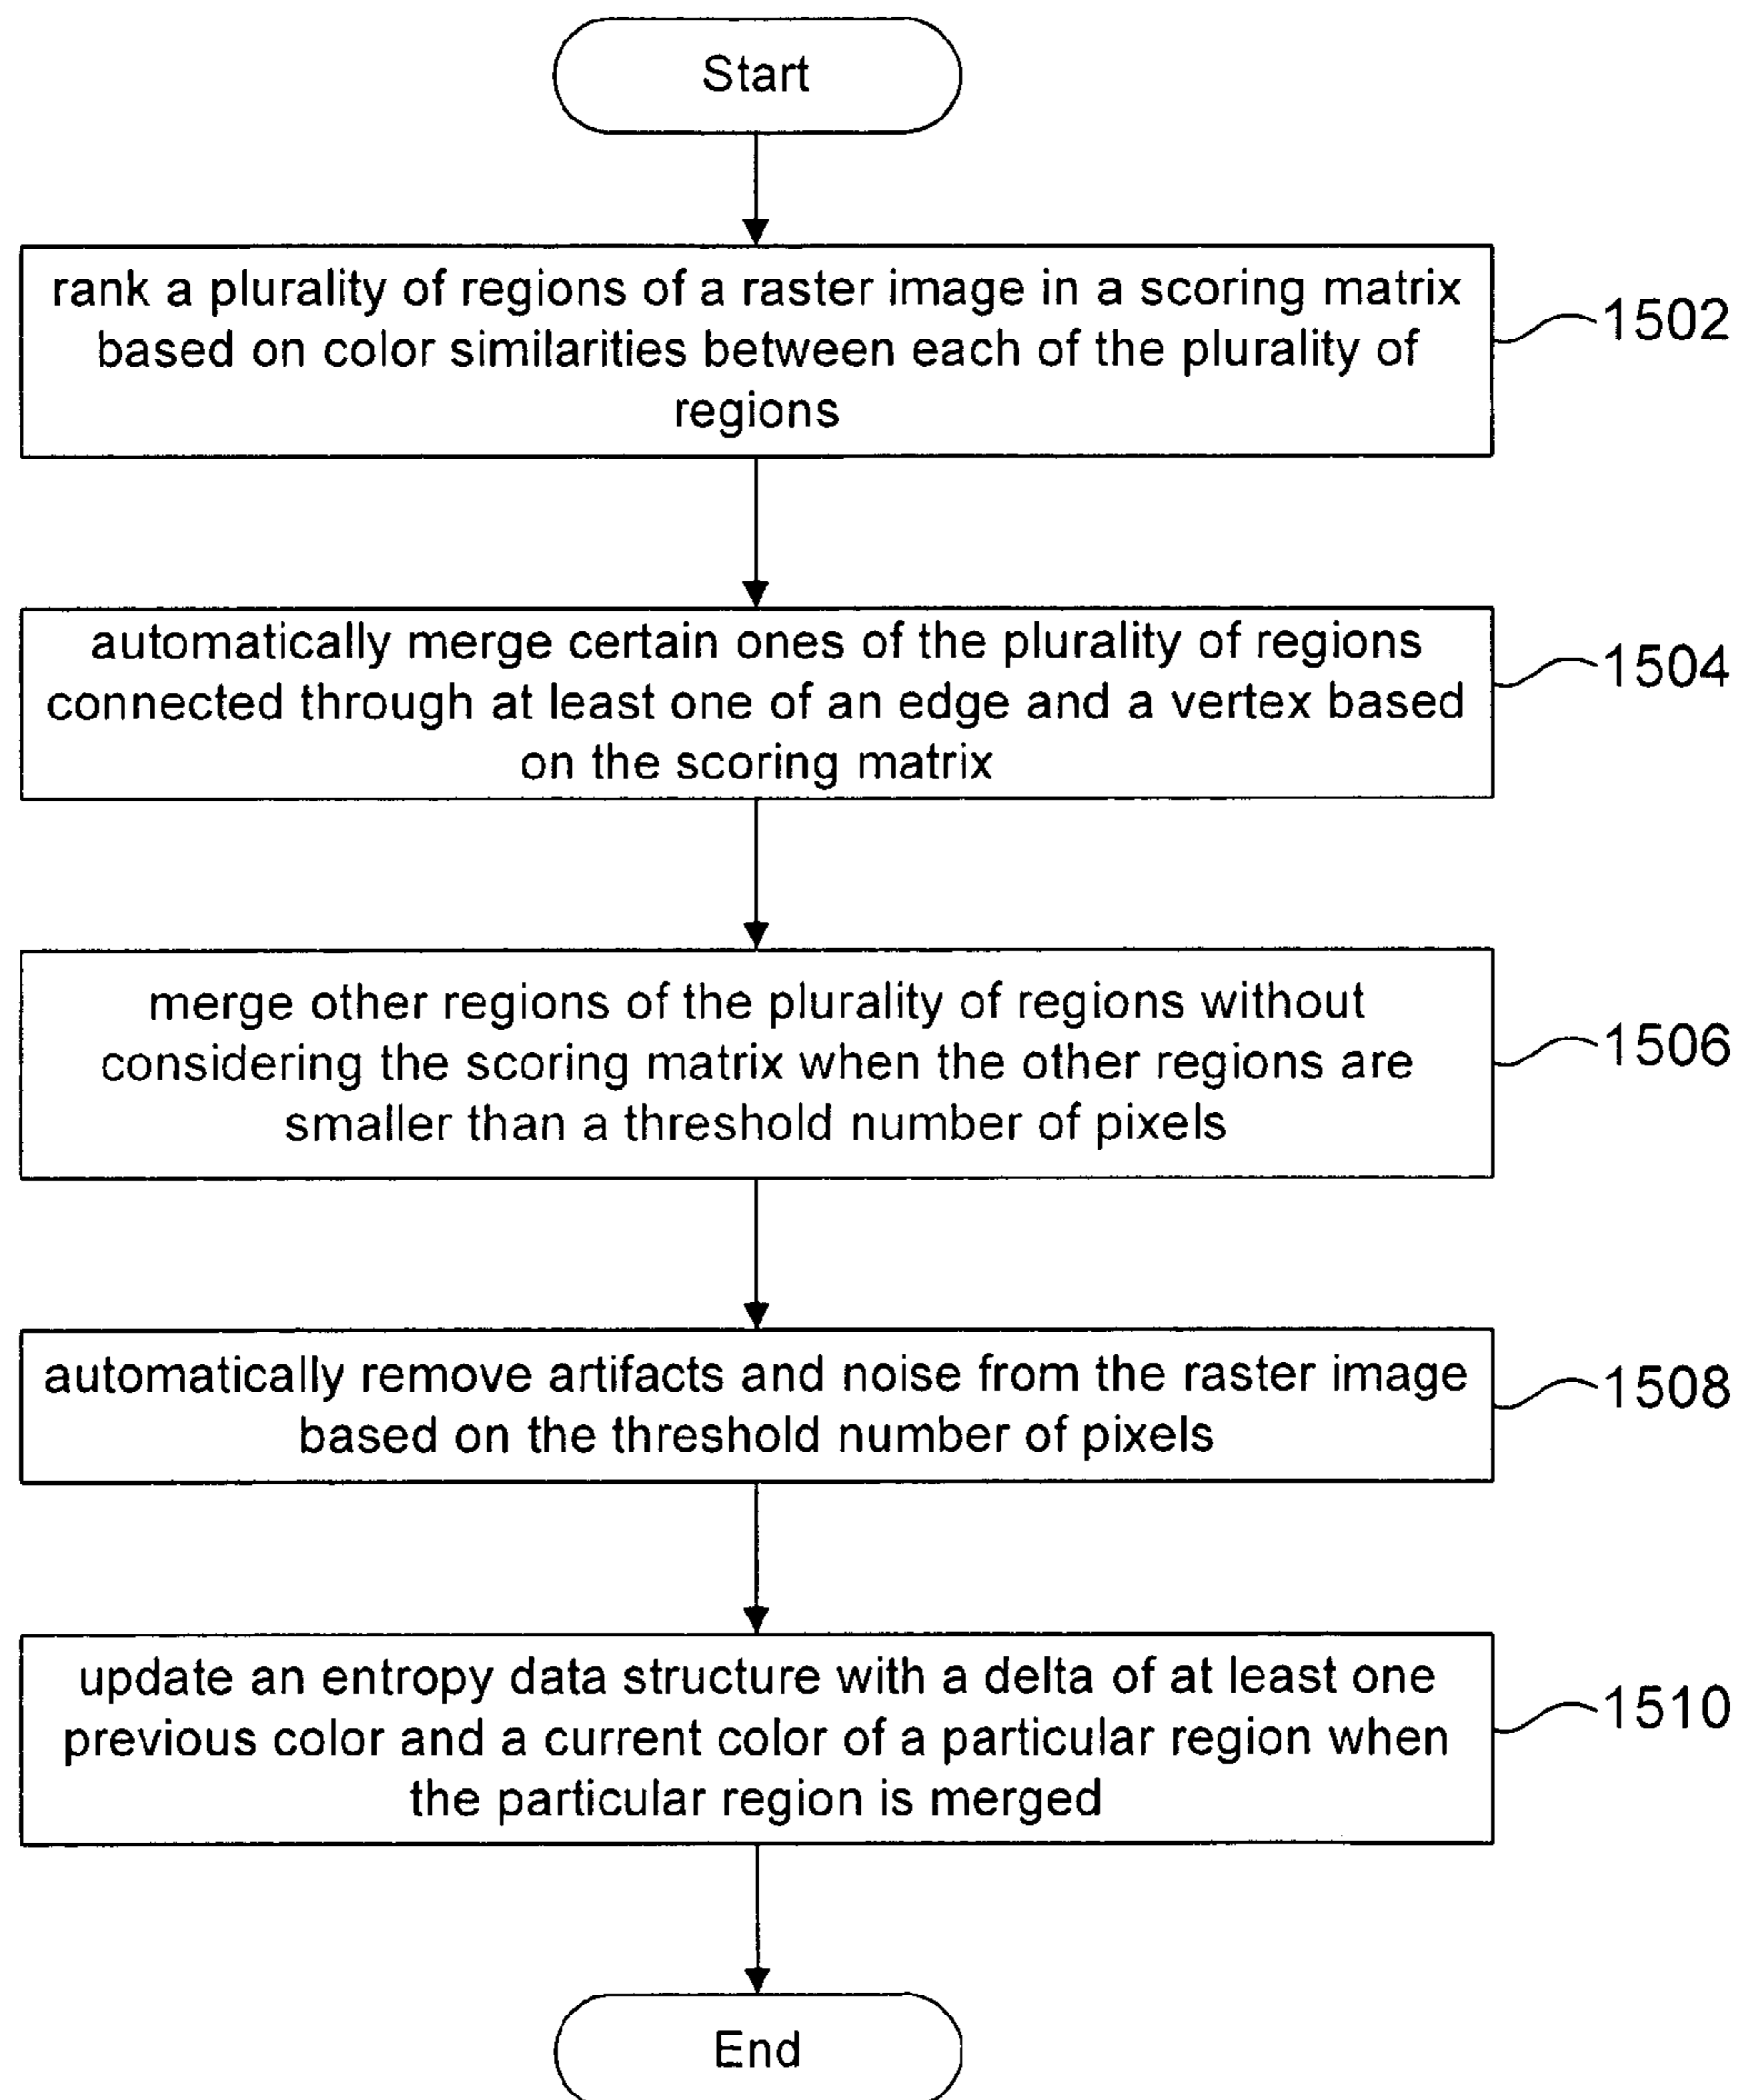 Start
rank a plurality of regions of a raster image in a scoring matrix
based on color similarities between each of the plurality of
regions
1502
automatically merge certain ones of the plurality of regions
connected through at least one of an edge and a vertex based
on the scoring matrix
1504
merge other regions of the plurality of regions without
considering the scoring matrix when the other regions are
smaller than a threshold number of pixels
1506
automatically remove artifacts and noise from the raster image
based on the threshold number of pixels
1508
update an entropy data structure with a delta of at least one
previous color and a current color of a particular region when
the particular region is merged
1510
End